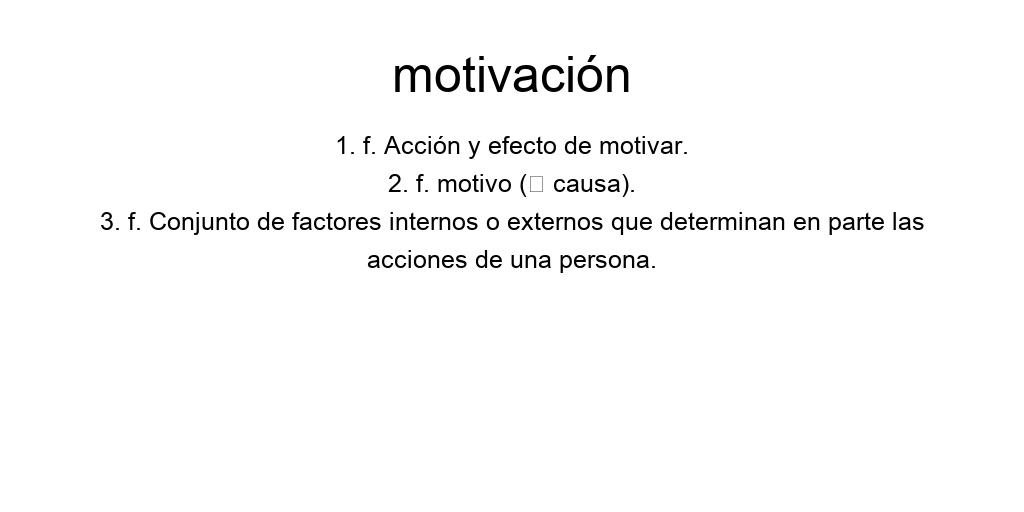 motivación
1. f. Acción y efecto de motivar.
2. f. motivo (‖ causa).
3. f. Conjunto de factores internos o externos que determinan en parte las
acciones de una persona.